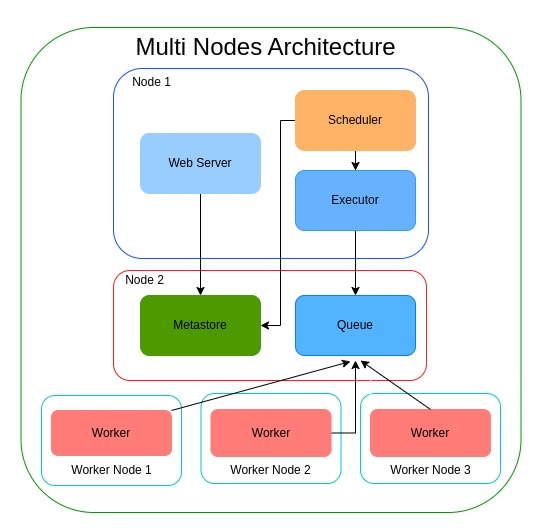 Multi Nodes Architecture
Node 1
Scheduler
Web Server
Executor
Node 2
Metastore
Queue
Worker
Worker Node 1
Worker
Worker Node 2
Worker
Worker Node 3